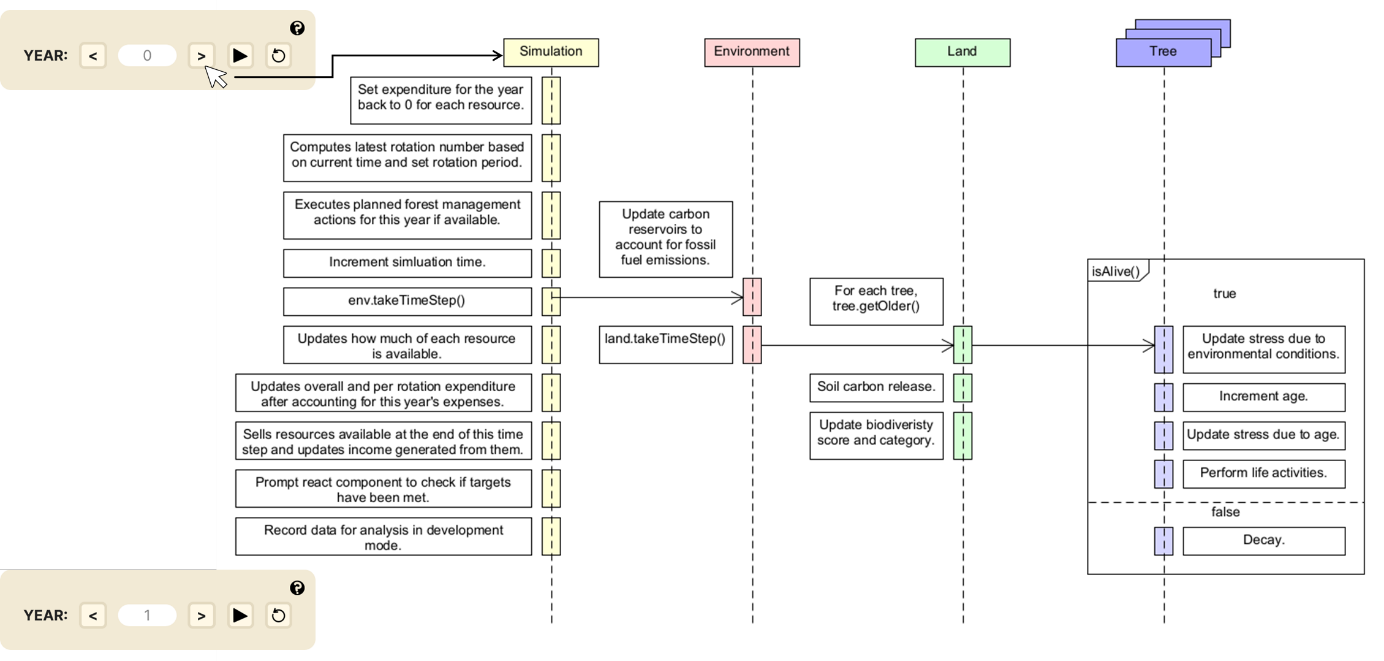 YEAR:
<
0
>
?
Simulation
Environment
Land
Tree
Set expenditure for the year
back to 0 for each resource.
Computes latest rotation number based
on current time and set rotation period.
Executes planned forest management
actions for this year if available.
Increment simluation time.
env.takeTimeStep()
Updates how much of each resource
is available.
Updates overall and per rotation expenditure
after accounting for this year's expenses.
Sells resources available at the end of this time
step and updates income generated from them.
Prompt react component to check if targets
have been met.
Record data for analysis in development
mode.
Update carbon
reservoirs to
account for fossil
fuel emissions.
land.takeTimeStep()
For each tree,
tree.getOlder()
Soil carbon release.
Update biodiveristy
score and category.
isAlive()
true
Update stress due to
environmental conditions.
Increment age.
Update stress due to age.
Perform life activities.
false
Decay.
YEAR:
<
1
>
?